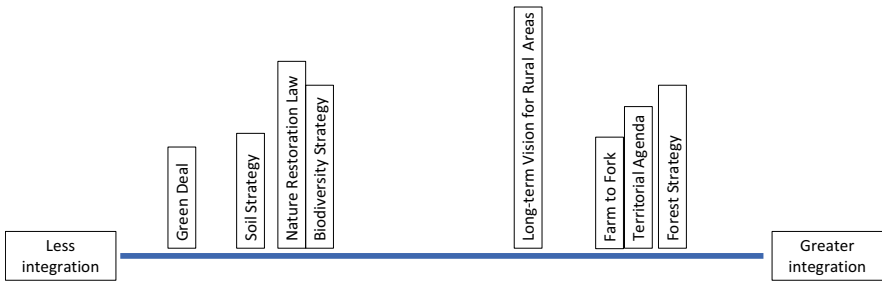 Green Deal
Soil Strategy
Nature Restoration Law
Biodiversity Strategy
Long-term Vision for Rural Areas
Farm to Fork
Territorial Agenda
Forest Strategy
Less
integration
Greater
integration